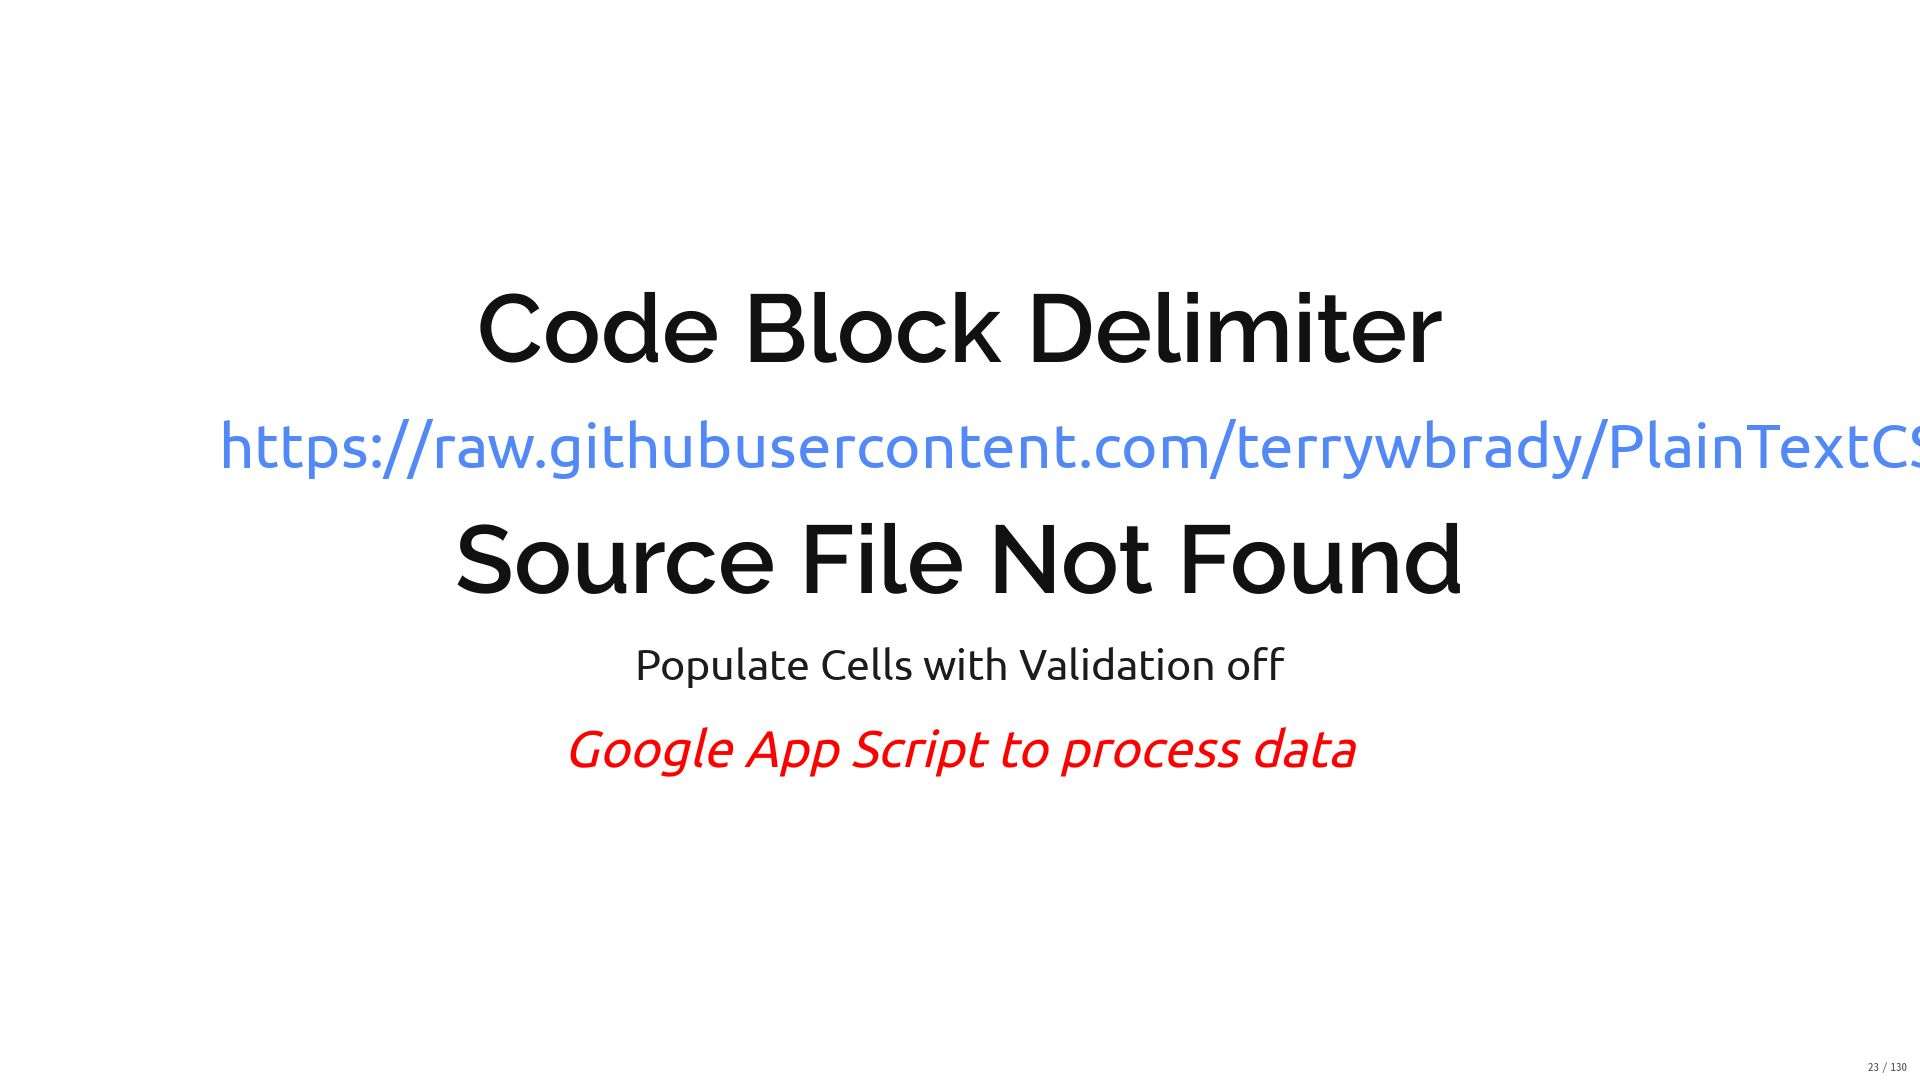 Code Block Delimiter
https://raw.githubusercontent.com/terrywbrady/PlainTextCS
Source File Not Found
Populate Cells with Validation off
Google App Script to process data
23 / 130